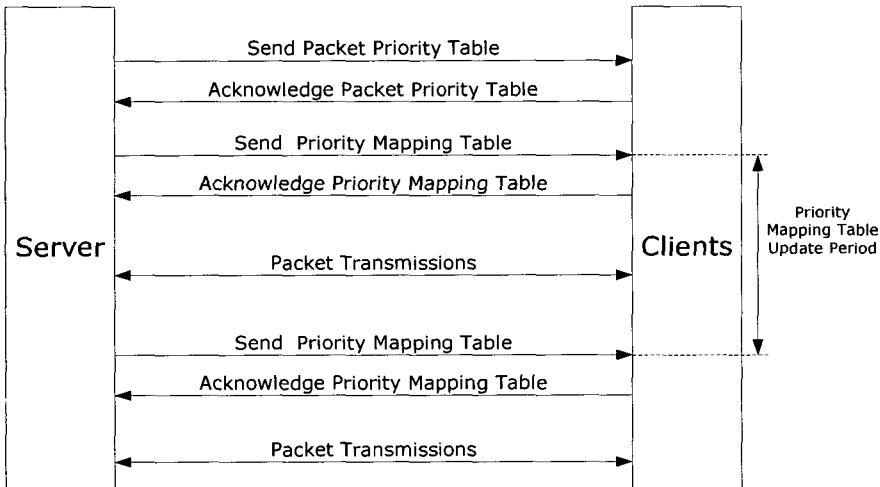 Send Packet Priority Table
Acknowledge Packet Priority Table
Send Priority Mapping Table
Acknowledge Priority Mapping Table
Priority
Mapping Table
Update Period
Server
Clients
Packet Transmissions
Send Priority Mapping Table
Acknowledge Priority Mapping Table
Packet Transmissions